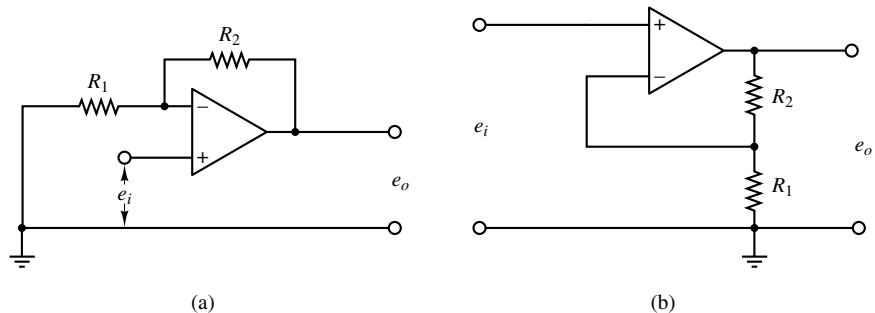 R₂
R₁
−
+
eᵢ
eₒ
(a)
+
−
R₂
eᵢ
eₒ
R₁
(b)